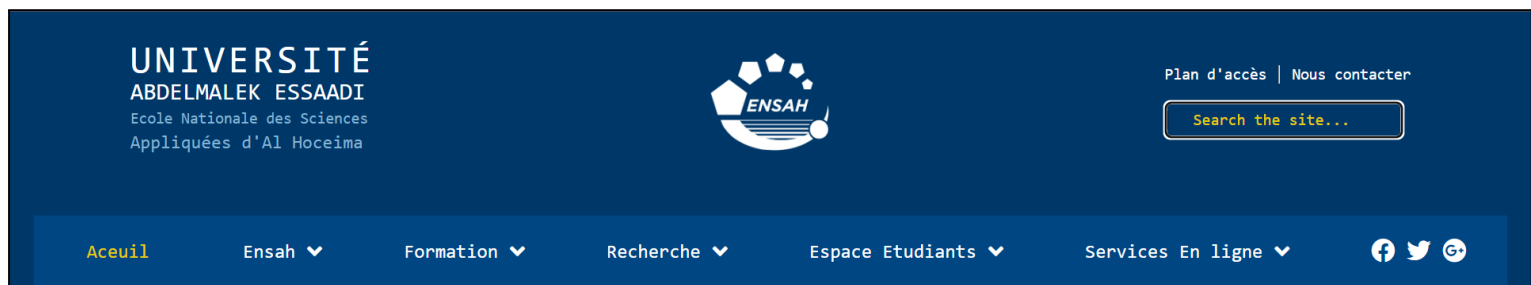 UNIVERSITÉ
ABDELMALEK ESSAADI
Ecole Nationale des Sciences
Appliquées d'Al Hoceima
ENSAH
Plan d'accès | Nous contacter
Search the site...
Aceuil Ensah Formation Recherche Espace Etudiants Services En ligne G+